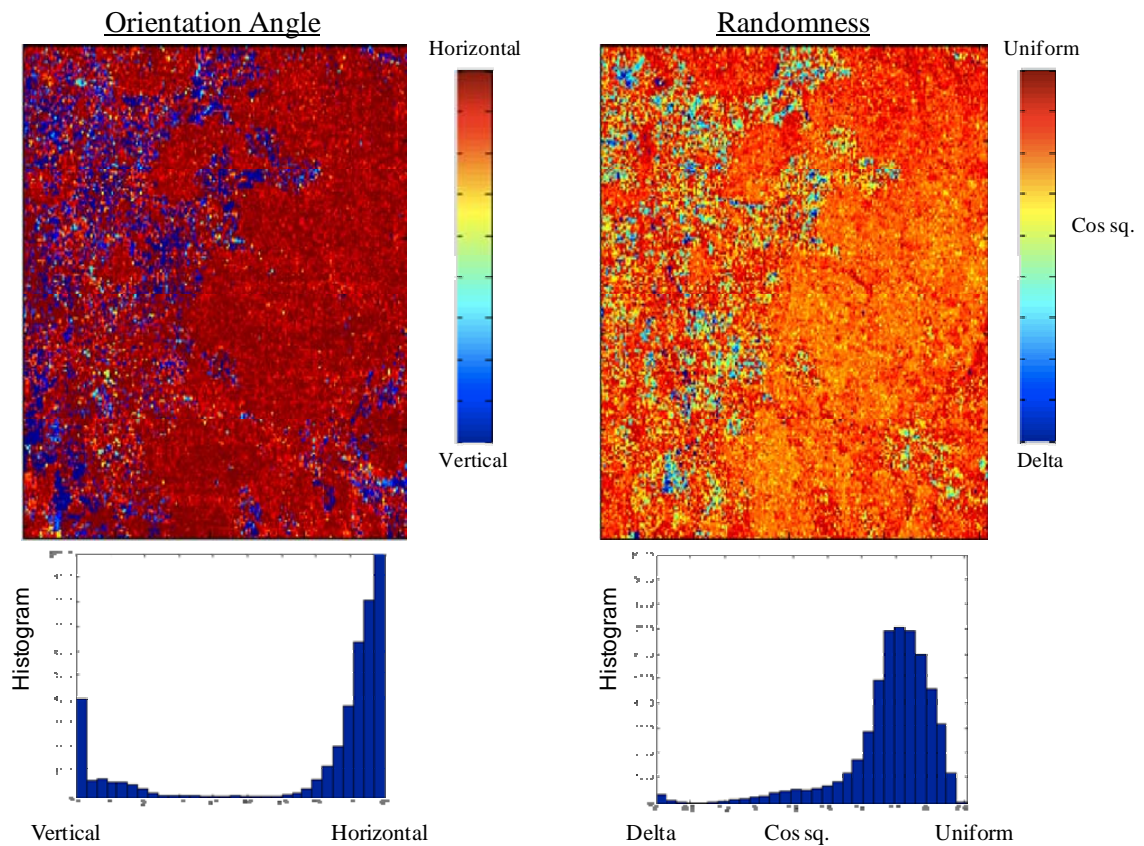 Orientation Angle
Randomness
Horizontal
Uniform
Cos sq.
Vertical
Delta
Histogram
Histogram
Vertical
Horizontal
Delta
Cos sq.
Uniform